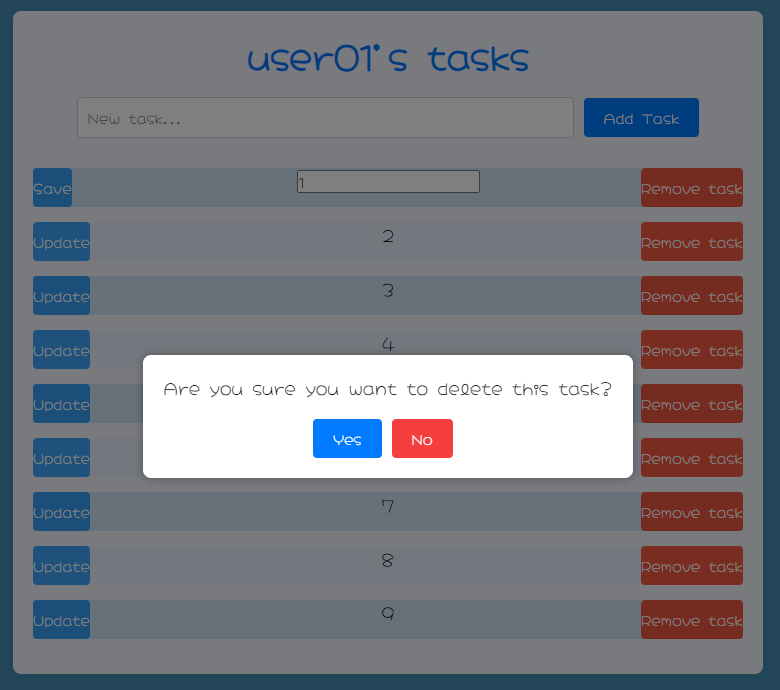 user01's tasks
New task...
Add Task
Save
1
Remove task
Update
2
Remove task
Update
3
Remove task
Update
4
Remove task
Are you sure you want to delete this task?
Update
Remove task
Yes
No
Update
Remove task
Update
7
Remove task
Update
8
Remove task
Update
9
Remove task